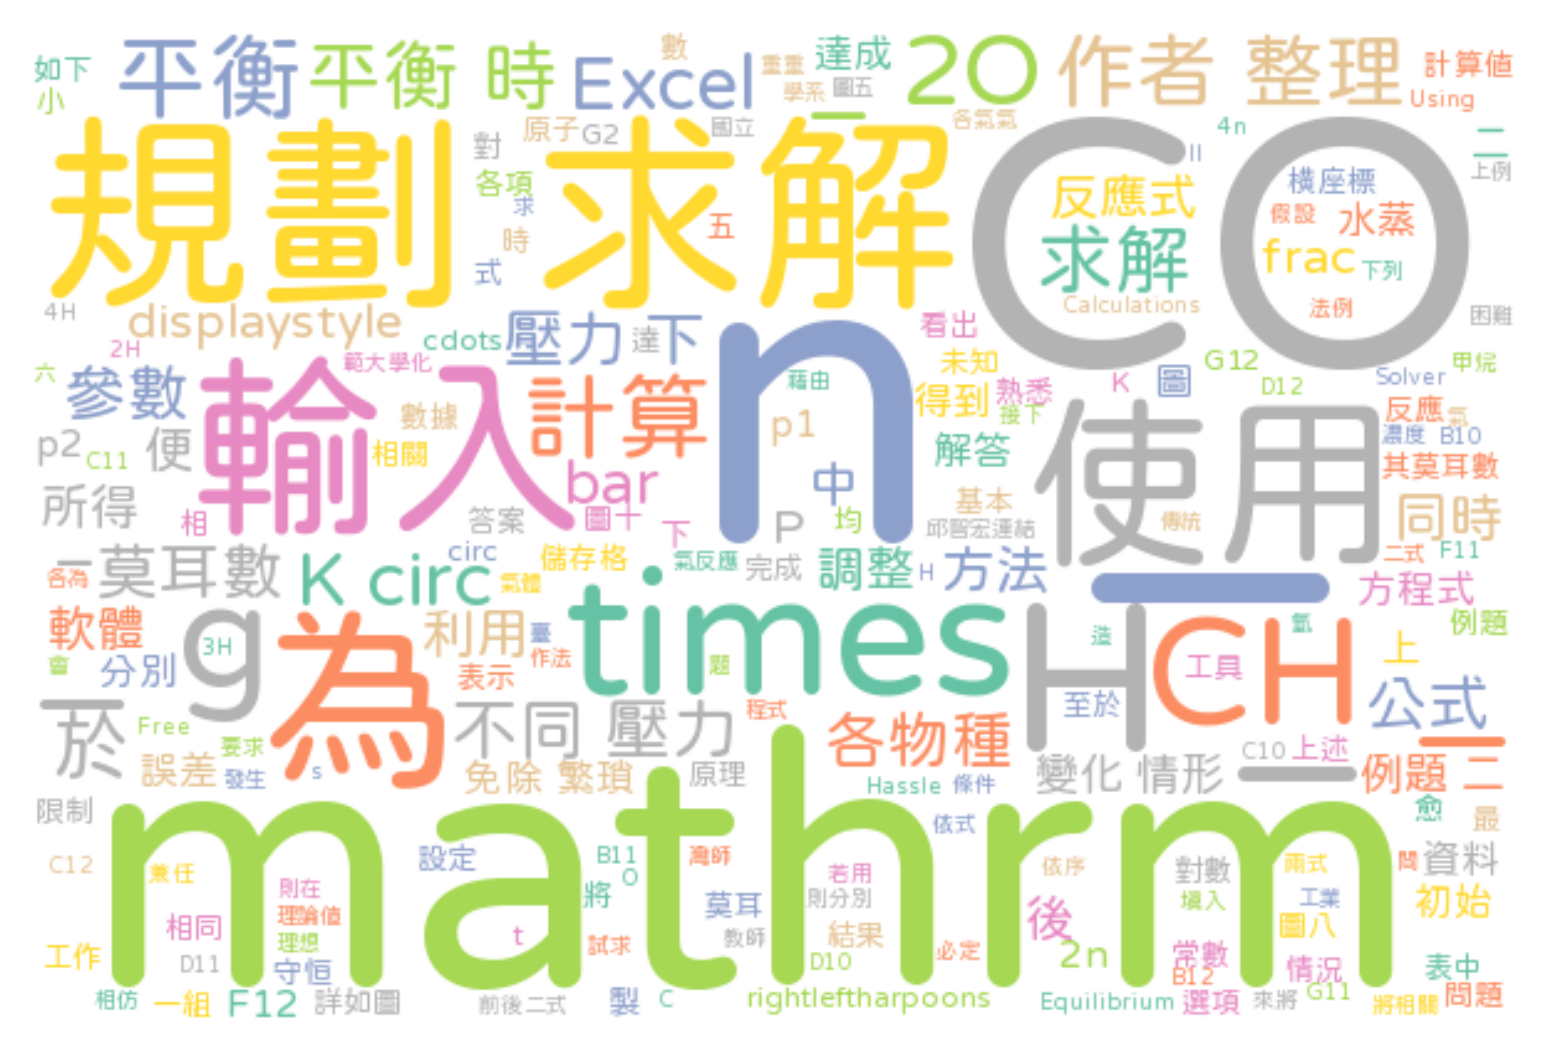 如下 平衡 平衡 時 Excel 數 重重 達成 20 作者 整理 計算值
小 學系 圖五 Using
規劃 求解 原子 G2 國立 各氣氣 CO 4n 二
對 II 上例
各項 反應式 橫座標
求 五 假設 水蒸
時 求解 frac 下列
式 Calculations 法例
4H displaystyle cdots 壓力 達 下 n 看出 困難
2H 範大學化 未知 G12 甲烷
六 參數 輸入 計算 藉由 得到 熟悉 K 圖 D12 Solver
數據 p1 接下 使用 反應 氣
p2 C11 便 相關 bar 中 解答 濃度 B10
其莫耳數
所得 相 答案 圖十 下 P 均 基本 邱智宏連結 傳統 同時
莫耳數 K circ circ 儲存格 氣反應 完成 調整 H 方法 二式 F11
各為 氣體 times 方程式
軟體 g 3H 為 利用 臺 H CH 造 氫 例題
會 分別 表示 作法 題 工具 上
至於 公式
於 Free 不同 壓力 程式 各物種
要求 C10 上述
誤差 發生 s 免除 繁瑣 原理 Hassle 條件 變化 情形 例題 二
限制 mathrm 依式 愈 最
C12 兼任 設定 B11 灣師 若用 依序 對數 兩式 問 資料
則在 將 O 莫耳 則分別 後 填入 工業 初始
相同 理論值 圖八
工作 理想 t 試求 教師 結果 必定 2n 常數 表中
D11 守恒 D10 B12 情況
相仿 一組 F12 詳如圖 前後二式 製 C rightleftharpoons Equilibrium 選項 來將 G11 將相關 問題